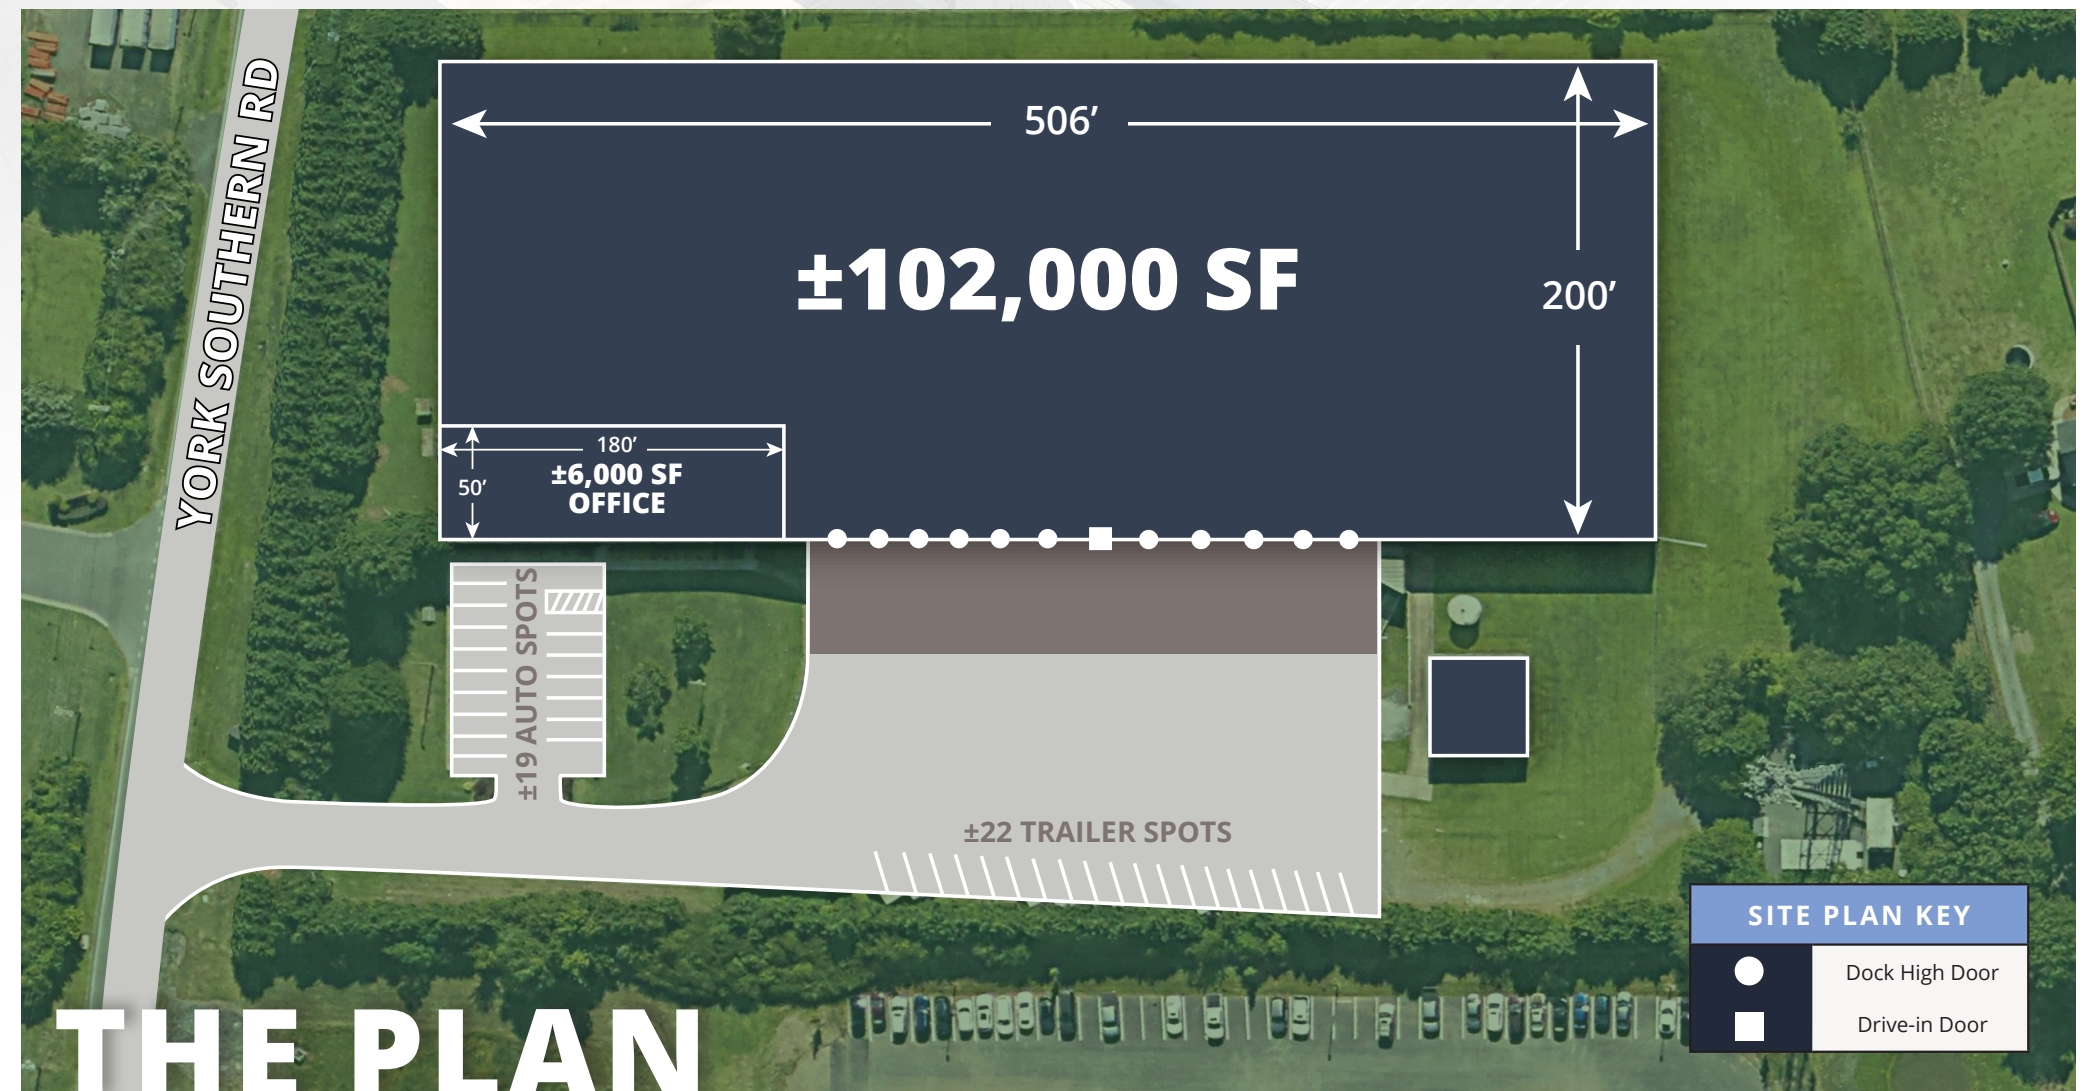 YORK SOUTHERN RD
506’
±102,000 SF
200’
180’
±6,000 SF
50’
OFFICE
±19 AUTO SPOTS
±22 TRAILER SPOTS
SITE PLAN KEY
Dock High Door
Drive-in Door
THE PLAN